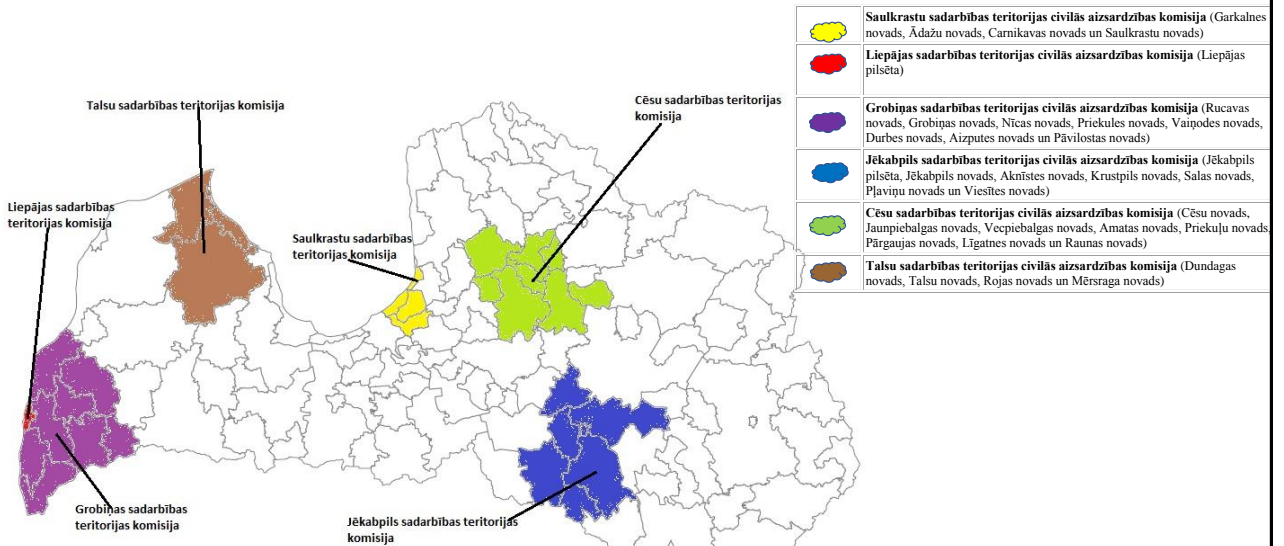 Talsu sadarbības teritorijas komisija
Cēsu sadarbības teritorijas
komisija
Liepājas sadarbības
teritorijas komisija
Saulkrastu sadarbības
teritorijas komisija
Grobiņas sadarbības
teritorijas komisija
Jēkabpils sadarbības teritorijas
komisija
Saulkrastu sadarbības teritorijas civilās aizsardzības komisija (Garkalnes
novads, Ādažu novads, Carnikavas novads un Saulkrastu novads)
Liepājas sadarbības teritorijas civilās aizsardzības komisija (Liepājas
pilsēta)
Grobiņas sadarbības teritorijas civilās aizsardzības komisija (Rucavas
novads, Grobiņas novads, Nīcas novads, Priekules novads, Vaiņodes novads,
Durbes novads, Aizputes novads un Pāvilostas novads)
Jēkabpils sadarbības teritorijas civilās aizsardzības komisija (Jēkabpils
pilsēta, Jēkabpils novads, Aknīstes novads, Krustpils novads, Salas novads,
Pļaviņu novads un Viesītes novads)
Cēsu sadarbības teritorijas civilās aizsardzības komisija (Cēsu novads,
Jaunpiebalgas novads, Vecpiebalgas novads, Amatas novads, Priekuļu novads,
Pārgaujas novads, Līgatnes novads un Raunas novads)
Talsu sadarbības teritorijas civilās aizsardzības komisija (Dundagas
novads, Talsu novads, Rojas novads un Mērsraga novads)